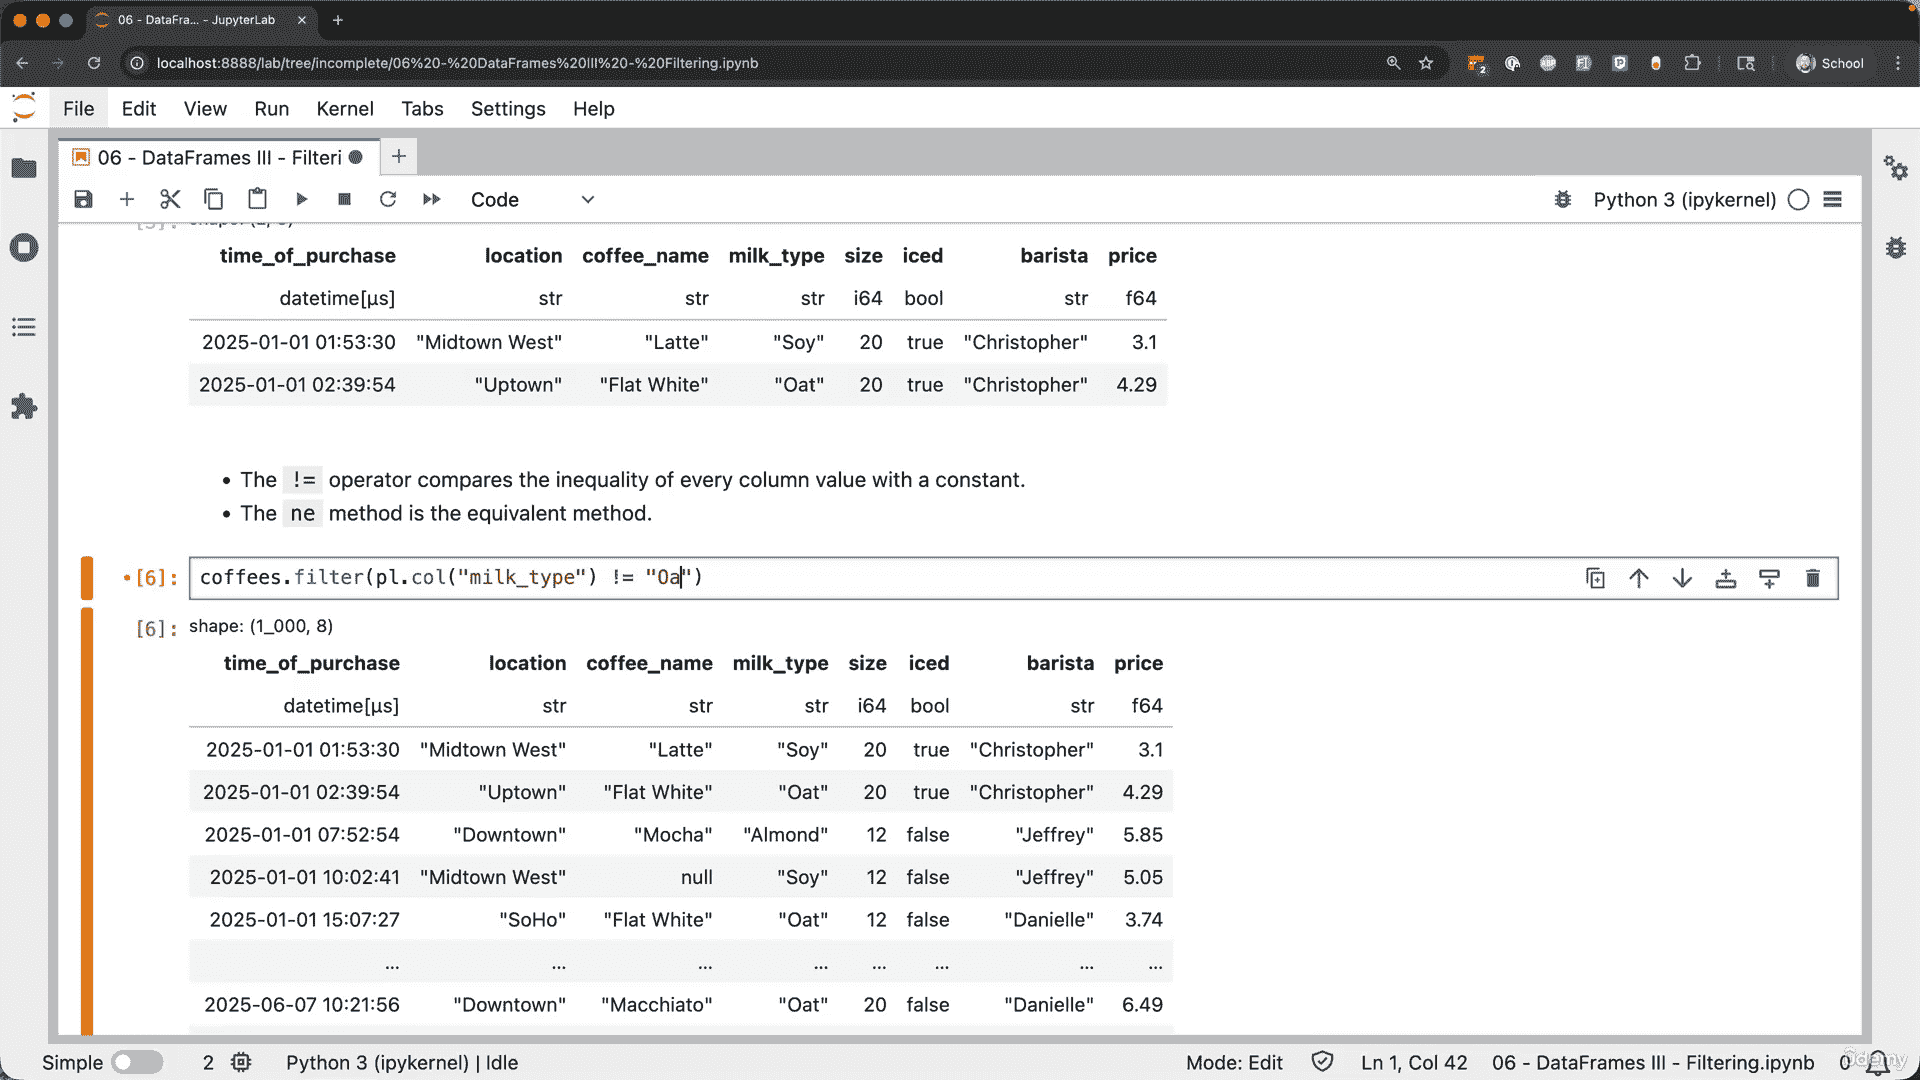 06 - DataFra... - JupyterLab
localhost:8888/lab/tree/incomplete/06%20-%20DataFrames%20III%20-%20Filtering.ipynb
2
School
File Edit View Run Kernel Tabs Settings Help
06 - DataFrames III - Filteri
Code
Python 3 (ipykernel)
time_of_purchase location coffee_name milk_type size iced barista price
datetime[μs] str str str i64 bool str f64
2025-01-01 01:53:30 "Midtown West" "Latte" "Soy" 20 true "Christopher" 3.1
2025-01-01 02:39:54 "Uptown" "Flat White" "Oat" 20 true "Christopher" 4.29
• The != operator compares the inequality of every column value with a constant.
• The ne method is the equivalent method.
•[6]: coffees.filter(pl.col("milk_type") != "Oa")
[6]: shape: (1_000, 8)
time_of_purchase location coffee_name milk_type size iced barista price
datetime[μs] str str str i64 bool str f64
2025-01-01 01:53:30 "Midtown West" "Latte" "Soy" 20 true "Christopher" 3.1
2025-01-01 02:39:54 "Uptown" "Flat White" "Oat" 20 true "Christopher" 4.29
2025-01-01 07:52:54 "Downtown" "Mocha" "Almond" 12 false "Jeffrey" 5.85
2025-01-01 10:02:41 "Midtown West" null "Soy" 12 false "Jeffrey" 5.05
2025-01-01 15:07:27 "SoHo" "Flat White" "Oat" 12 false "Danielle" 3.74
… … … … … … … …
2025-06-07 10:21:56 "Downtown" "Macchiato" "Oat" 20 false "Danielle" 6.49
Simple 2 Python 3 (ipykernel) | Idle Mode: Edit Ln 1, Col 42 06 - DataFrames III - Filtering.ipynb 0